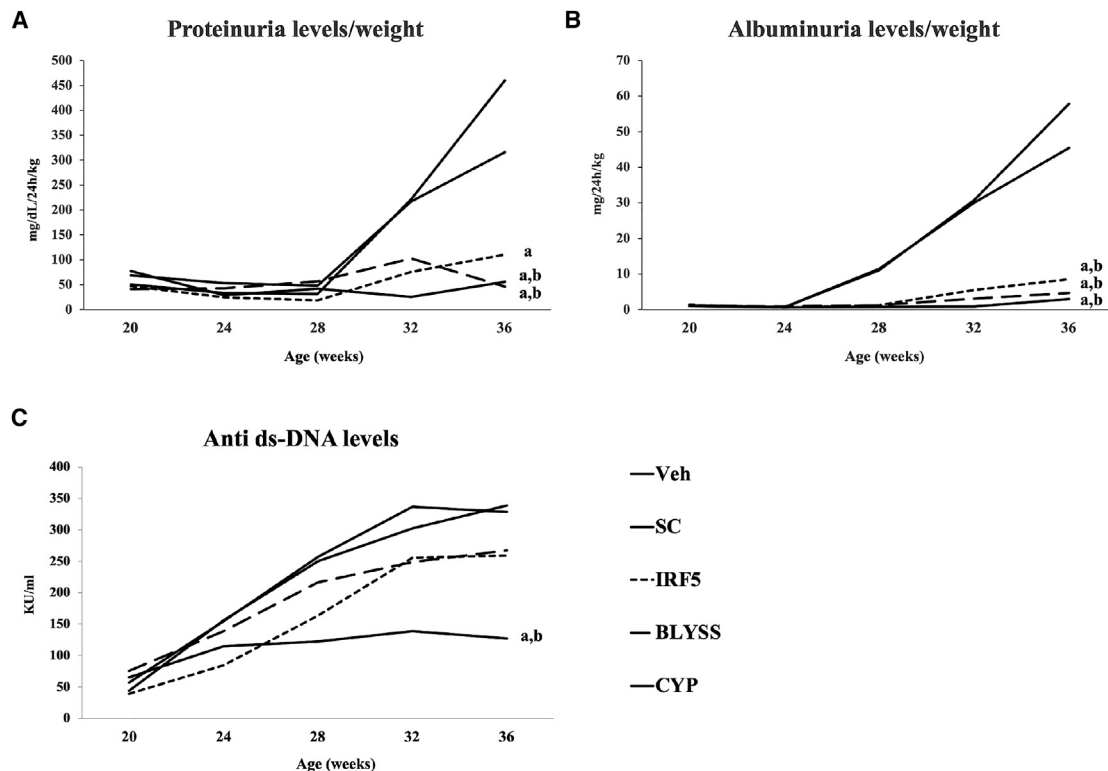 A
Proteinuria levels/weight
500
450
400
350
300
250
200
150
100
50
0
mg/dL/24h/kg
a
a,b
a,b
20 24 28 32 36
Age (weeks)
B
Albuminuria levels/weight
70
60
50
40
30
20
10
0
mg/24h/kg
a,b
a,b
a,b
20 24 28 32 36
Age (weeks)
C
Anti ds-DNA levels
400
350
300
250
200
150
100
50
0
KU/ml
a,b
20 24 28 32 36
Age (weeks)
Veh
SC
IRF5
BLYSS
CYP